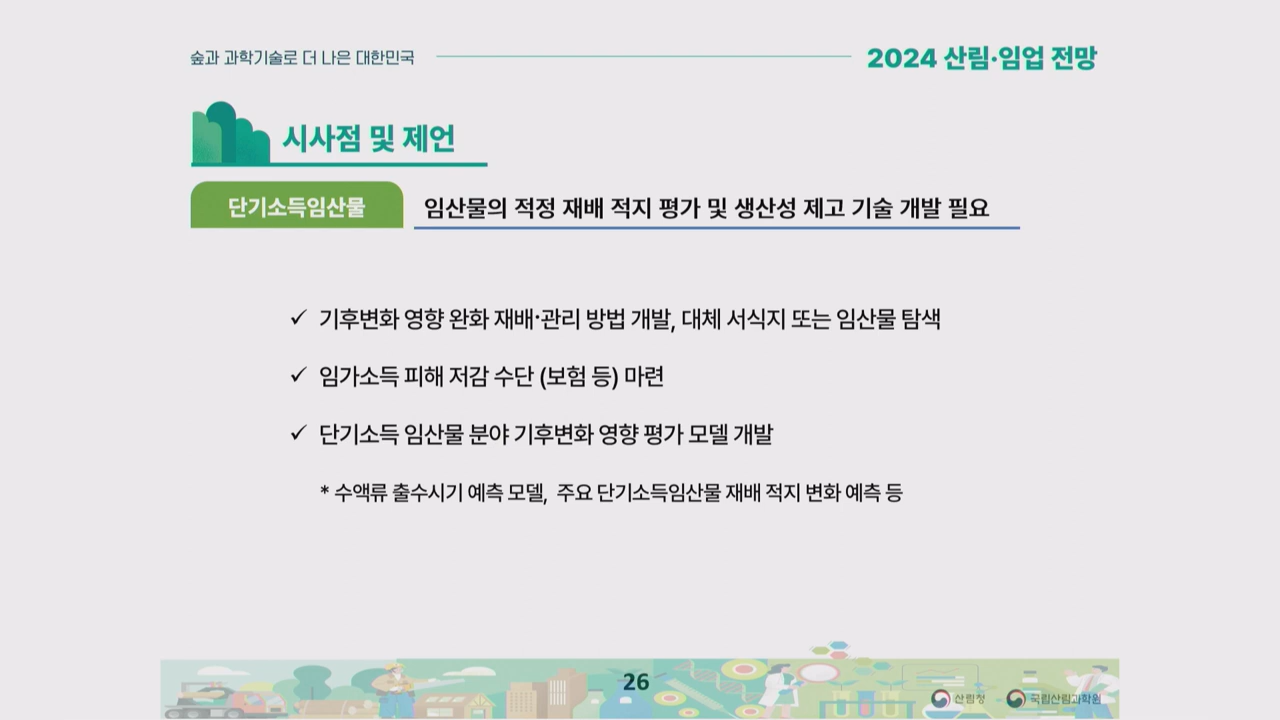 숲과 과학기술로 더 나은 대한민국
2024 산림·임업 전망
시사점 및 제언
단기소득임산물
임산물의 적정 재배 적지 평가 및 생산성 제고 기술 개발 필요
✓ 기후변화 영향 완화 재배·관리 방법 개발, 대체 서식지 또는 임산물 탐색
✓ 임가소득 피해 저감 수단 (보험 등) 마련
✓ 단기소득 임산물 분야 기후변화 영향 평가 모델 개발
* 수액류 출수시기 예측 모델, 주요 단기소득임산물 재배 적지 변화 예측 등
26
산림청
국립산림과학원